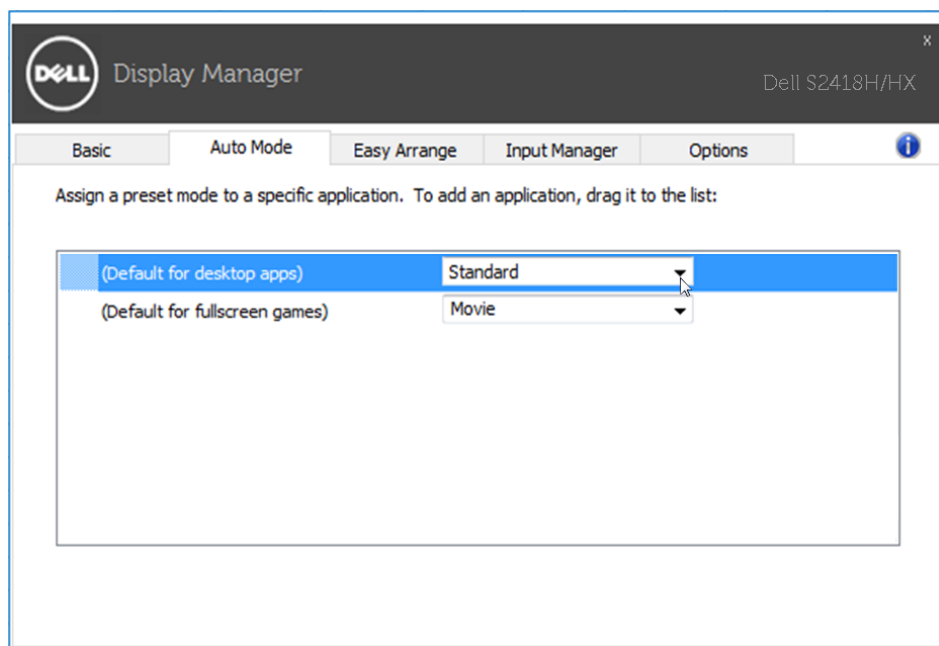 DELL Display Manager
x
Dell S2418H/HX
Basic Auto Mode Easy Arrange Input Manager Options i
Assign a preset mode to a specific application. To add an application, drag it to the list:
(Default for desktop apps) Standard
(Default for fullscreen games) Movie